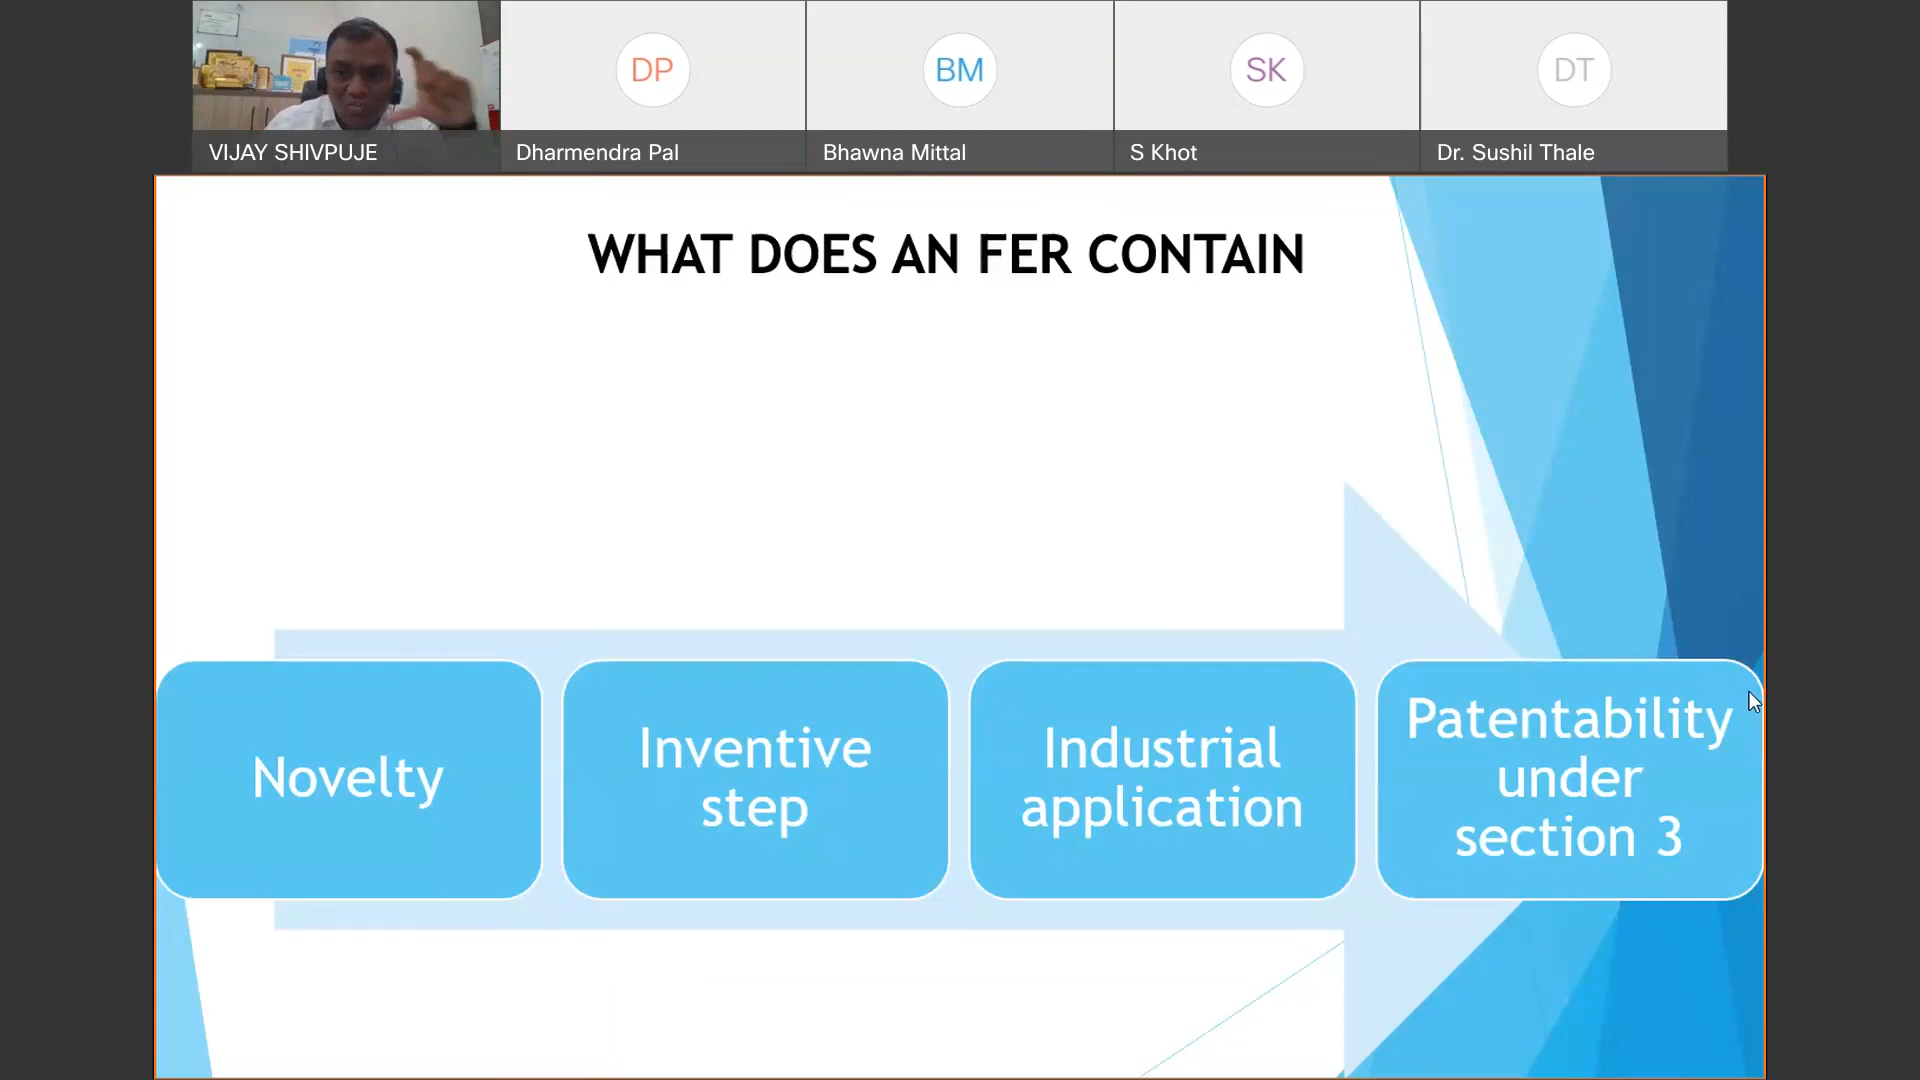 DP
BM
SK
DT
VIJAY SHIVPUJE
Dharmendra Pal
Bhawna Mittal
S Khot
Dr. Sushil Thale
WHAT DOES AN FER CONTAIN
Novelty
Inventive
step
Industrial
application
Patentability
under
section 3